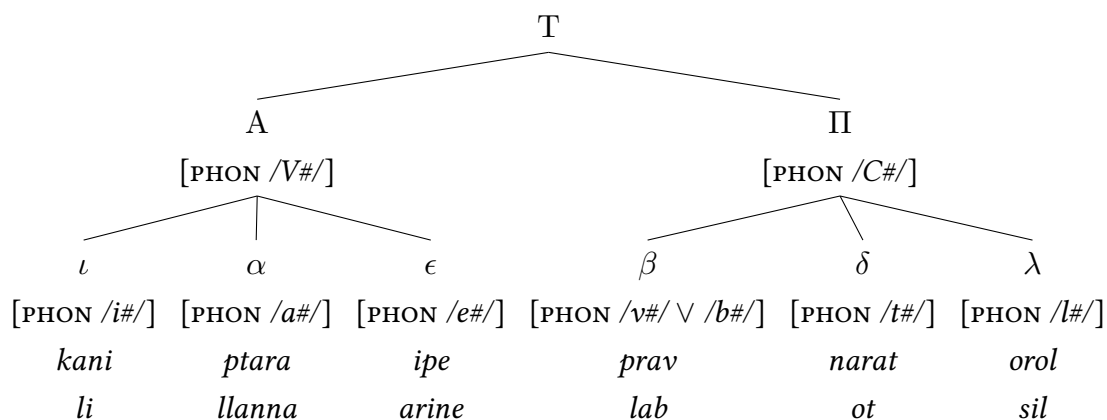 Τ
Α Π
[PHON /V#/] [PHON /C#/]
ι α ϵ β δ λ
[PHON /i#/] [PHON /a#/] [PHON /e#/] [PHON /v#/ ∨ /b#/] [PHON /t#/] [PHON /l#/]
kani ptara ipe prav narat orol
li llanna arine lab ot sil